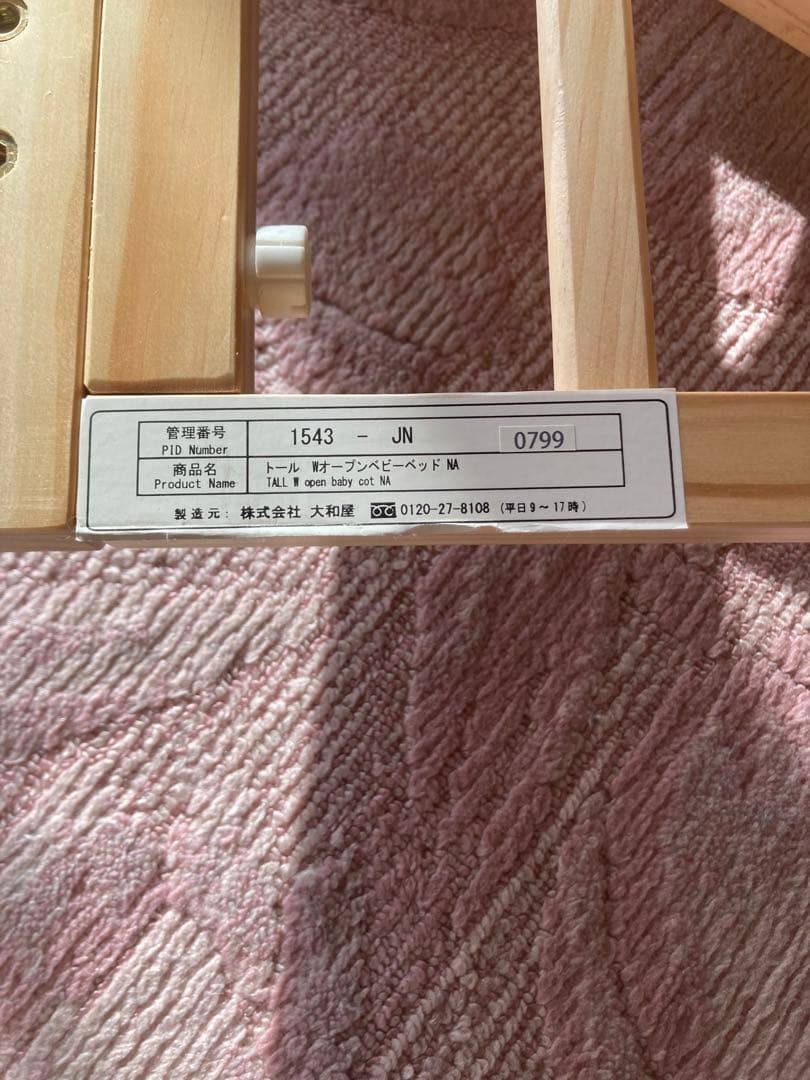 管理番号 1543 - JN 0799
PID Number
商品名 トール Wオープンベビーベッド NA
Product Name TALL W open baby cot NA
製造元: 株式会社 大和屋 0120-27-8108 (平日9～17時)